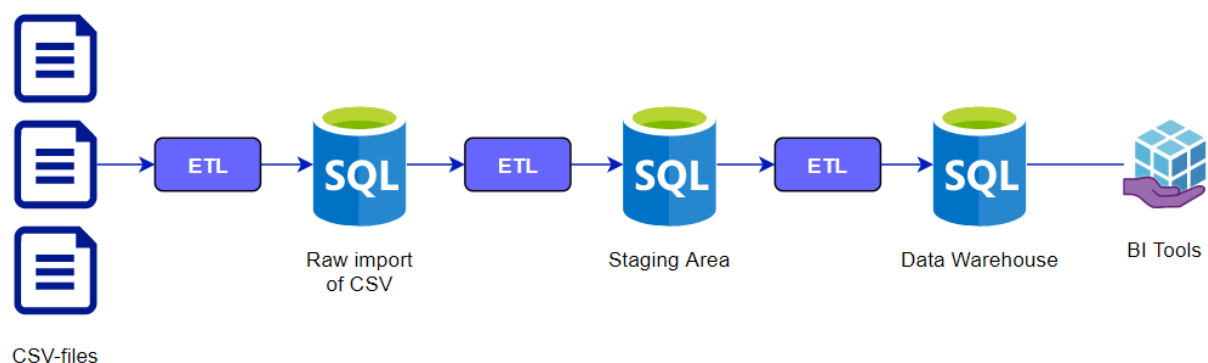 ETL
SQL
ETL
SQL
ETL
SQL
Raw import
of CSV
Staging Area
Data Warehouse
BI Tools
CSV-files